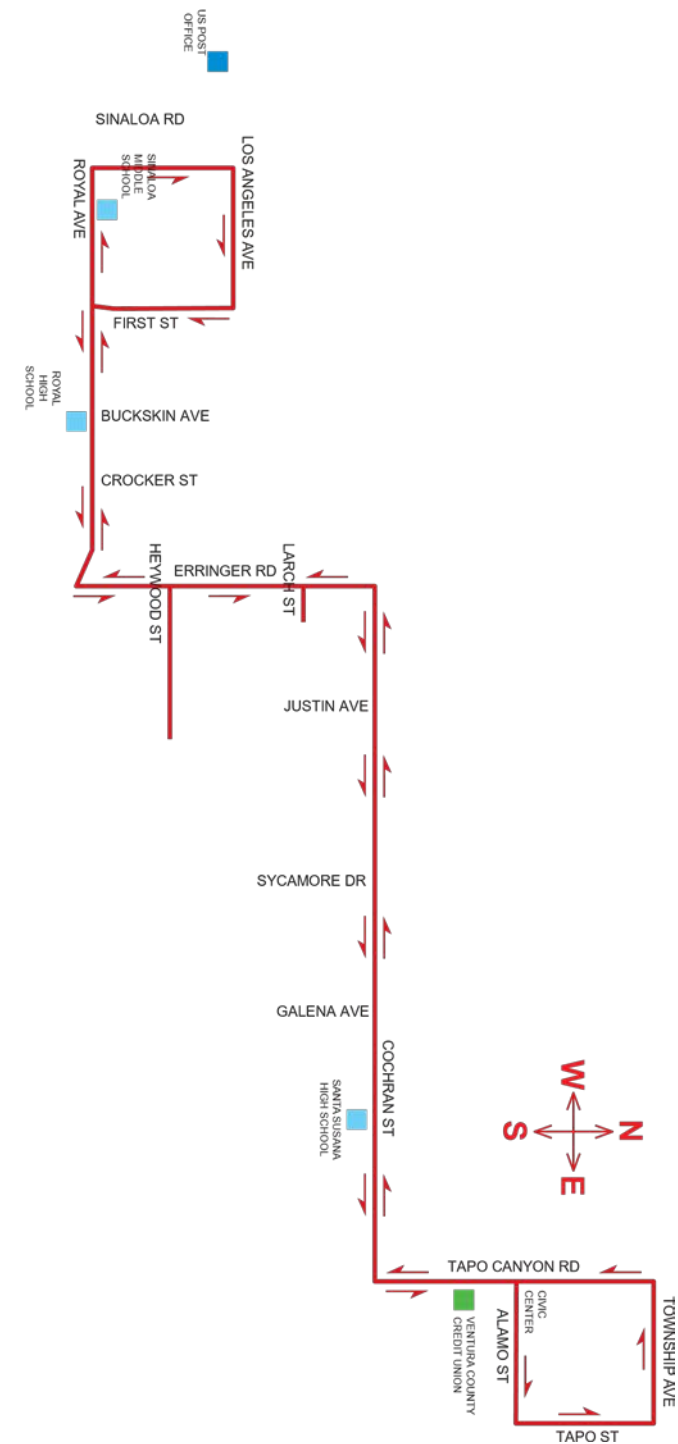 US POST
OFFICE
SINALOA RD
LOS ANGELES AVE
ROYAL AVE
SINALOA
MIDDLE
SCHOOL
FIRST ST
ROYAL
HIGH
SCHOOL
BUCKSKIN AVE
CROCKER ST
HEYWOOD ST
ERRINGER RD
LARCH ST
JUSTIN AVE
SYCAMORE DR
GALENA AVE
COCHRAN ST
SANTA SUSANA
HIGH SCHOOL
W
N
S
E
TAPO CANYON RD
CIVIC
CENTER
VENTURA COUNTY
CREDIT UNION
ALAMO ST
TOWNSHIP AVE
TAPO ST